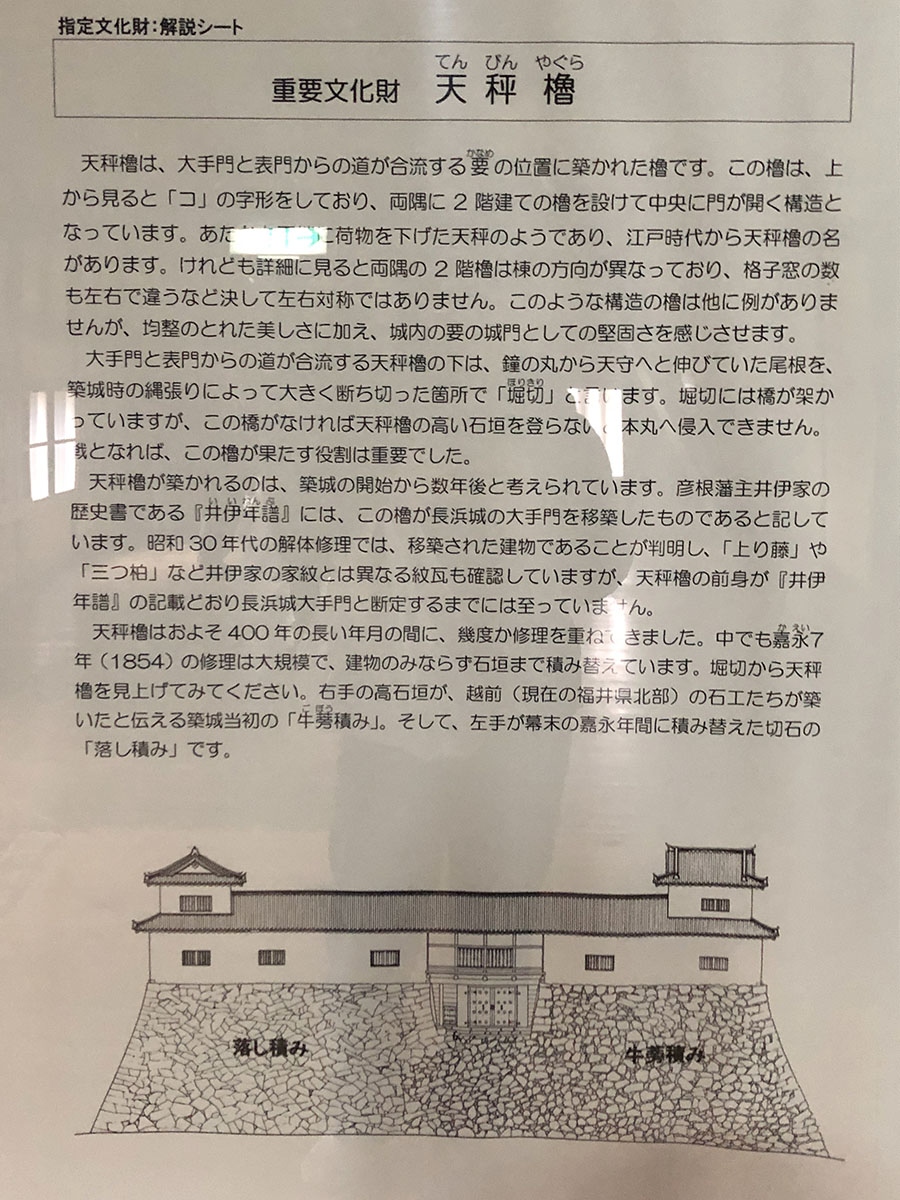 指定文化財：解説シート
てん びん やぐら
重要文化財 天秤櫓
かなめ
天秤櫓は、大手門と表門からの道が合流する要の位置に築かれた櫓です。この櫓は、上
から見ると「コ」の字形をしており、両隅に2階建ての櫓を設けて中央に門が開く構造と
なっています。あた に荷物を下げた天秤のようであり、江戸時代から天秤櫓の名
があります。けれども詳細に見ると両隅の2階櫓は棟の方向が異なっており、格子窓の数
も左右で違うなど決して左右対称ではありません。このような構造の櫓は他に例がありま
せんが、均整のとれた美しさに加え、城内の要の城門としての堅固さを感じさせます。
大手門と表門からの道が合流する天秤櫓の下は、鐘の丸から天守へと伸びていた尾根を、
ほりきり
築城時の縄張りによって大きく断ち切った箇所で「堀切」と言います。堀切には橋が架か
っていますが、この橋がなければ天秤櫓の高い石垣を登らないと本丸へ侵入できません。
戦となれば、この櫓が果たす役割は重要でした。
天秤櫓が築かれるのは、築城の開始から数年後と考えられています。彦根藩主井伊家の
いいねんぷ
歴史書である『井伊年譜』には、この櫓が長浜城の大手門を移築したものであると記して
います。昭和30年代の解体修理では、移築された建物であることが判明し、「上り藤」や
「三つ柏」など井伊家の家紋とは異なる紋瓦も確認していますが、天秤櫓の前身が『井伊
年譜』の記載どおり長浜城大手門と断定するまでには至っていません。
かえい
天秤櫓はおよそ400年の長い年月の間に、幾度か修理を重ねてきました。中でも嘉永7
年（1854）の修理は大規模で、建物のみならず石垣まで積み替えています。堀切から天秤
櫓を見上げてみてください。右手の高石垣が、越前（現在の福井県北部）の石工たちが築
ごぼう
いたと伝える築城当初の「牛蒡積み」。そして、左手が幕末の嘉永年間に積み替えた切石の
「落し積み」です。
落し積み 牛蒡積み